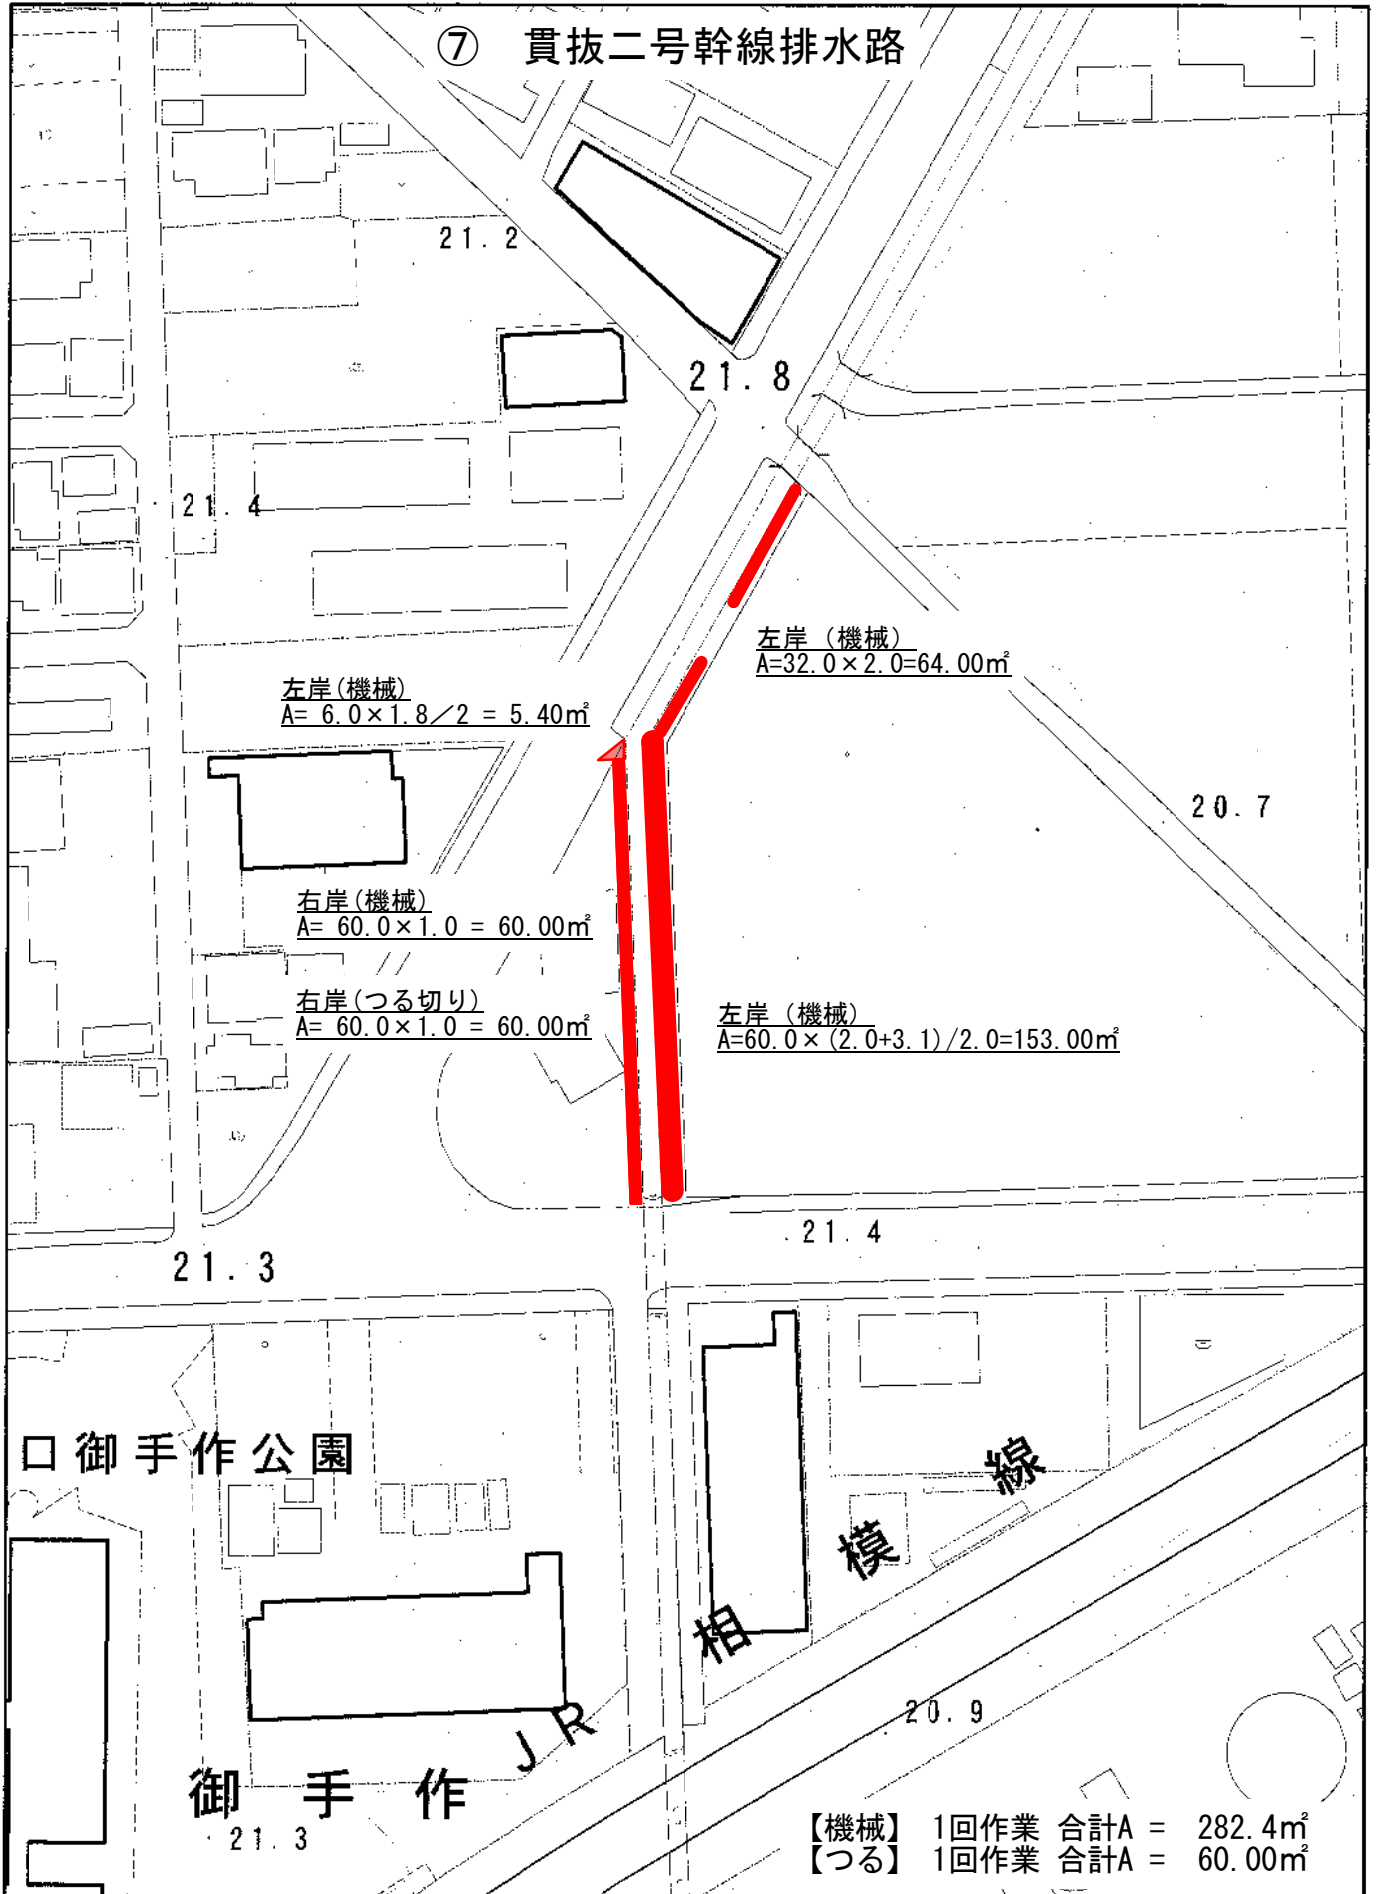 ⑦　貫抜二号幹線排水路
21.2
21.8
21.4
左岸（機械）
A=32.0×2.0=64.00㎡
左岸(機械)
A= 6.0×1.8／2 = 5.40㎡
20.7
右岸(機械)
A= 60.0×1.0 = 60.00㎡
右岸(つる切り)
A= 60.0×1.0 = 60.00㎡
左岸（機械）
A=60.0×(2.0+3.1)/2.0=153.00㎡
21.4
21.3
口御手作公園
JR相模線
20.9
御手作
21.3
【機械】 1回作業 合計A = 282.4㎡
【つる】 1回作業 合計A = 60.00㎡